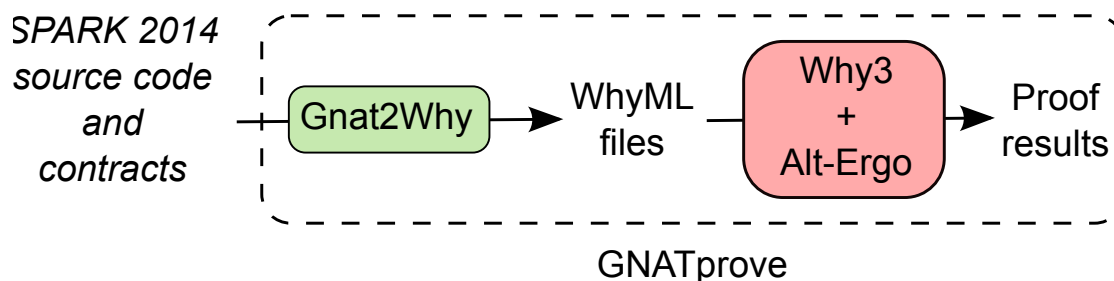 SPARK 2014
source code
and
contracts
Gnat2Why
WhyML
files
Why3
+
Alt-Ergo
Proof
results
GNATprove